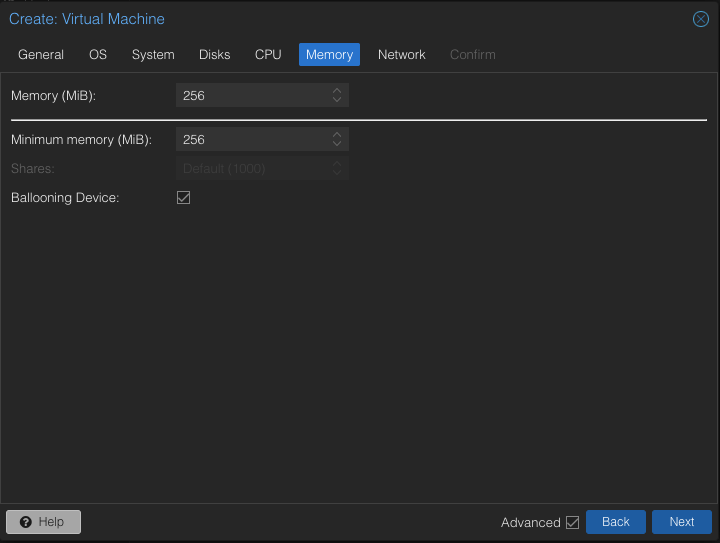 Create: Virtual Machine
General OS System Disks CPU Memory Network Confirm
Memory (MiB): 256
Minimum memory (MiB): 256
Shares: Default (1000)
Ballooning Device:
Help Advanced Back Next